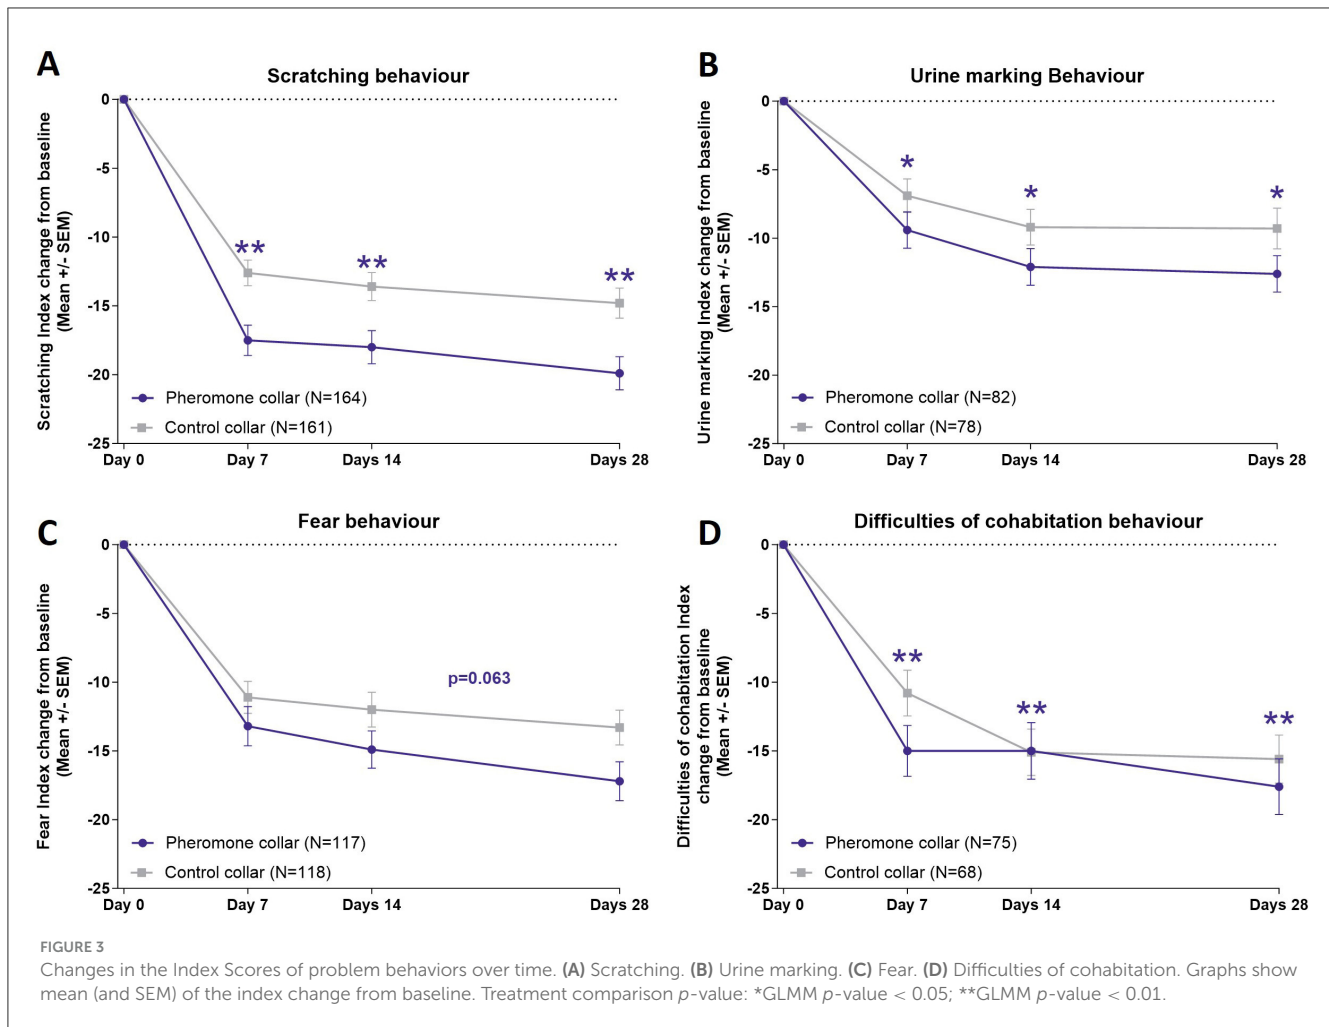 A
Scratching behaviour
Scratching Index change from baseline
(Mean +/- SEM)
0
-5
-10
-15
-20
-25
**
**
**
Pheromone collar (N=164)
Control collar (N=161)
Day 0
Day 7
Days 14
Days 28
B
Urine marking Behaviour
Urine marking Index change from baseline
(Mean +/- SEM)
0
-5
-10
-15
-20
-25
*
*
*
Pheromone collar (N=82)
Control collar (N=78)
Day 0
Day 7
Days 14
Days 28
C
Fear behaviour
Fear Index change from baseline
(Mean +/- SEM)
0
-5
-10
-15
-20
-25
p=0.063
Pheromone collar (N=117)
Control collar (N=118)
Day 0
Day 7
Days 14
Days 28
D
Difficulties of cohabitation behaviour
Difficulties of cohabitation Index
change from baseline
(Mean +/- SEM)
0
-5
-10
-15
-20
-25
**
**
**
Pheromone collar (N=75)
Control collar (N=68)
Day 0
Day 7
Days 14
Days 28
FIGURE 3
Changes in the Index Scores of problem behaviors over time. (A) Scratching. (B) Urine marking. (C) Fear. (D) Difficulties of cohabitation. Graphs show
mean (and SEM) of the index change from baseline. Treatment comparison p-value: *GLMM p-value < 0.05; **GLMM p-value < 0.01.